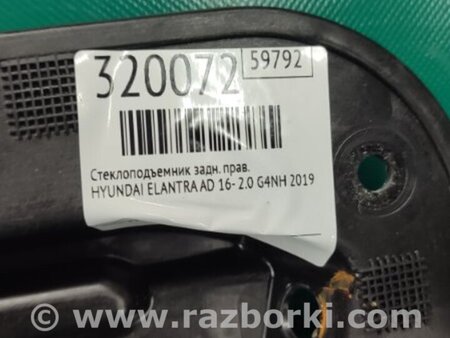 320072
59792
Стеклоподъемник задн. прав.
HYUNDAI ELANTRA AD 16- 2.0 G4NH 2019
© www.razborki.com